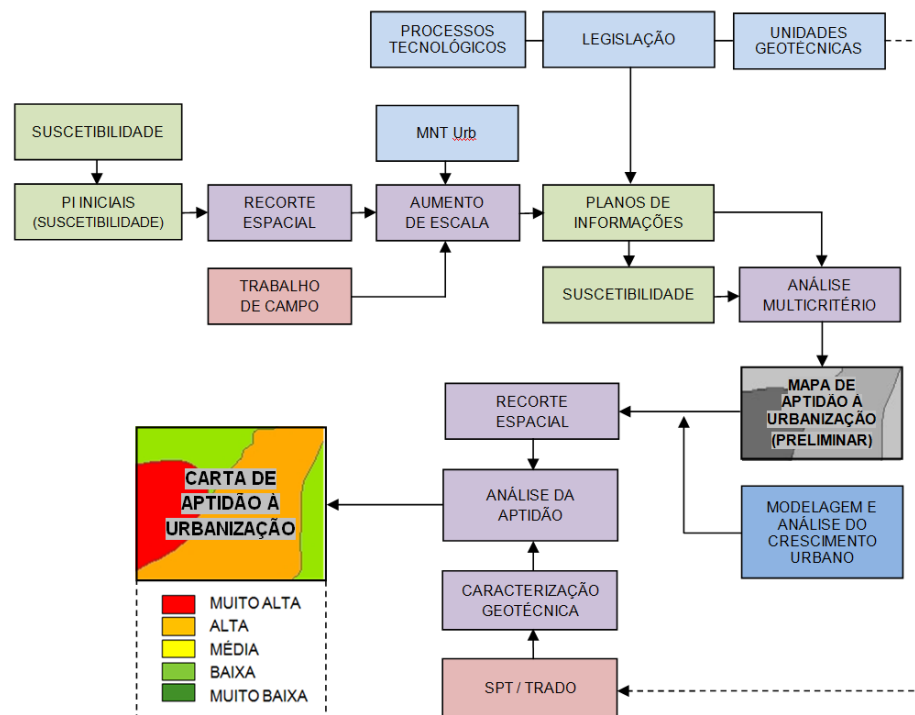 PROCESSOS
TECNOLÓGICOS
LEGISLAÇÃO
UNIDADES
GEOTÉCNICAS
SUSCETIBILIDADE
MNT Urb
PI INICIAIS
(SUSCETIBILIDADE)
RECORTE
ESPACIAL
AUMENTO
DE ESCALA
PLANOS DE
INFORMAÇÕES
TRABALHO
DE CAMPO
SUSCETIBILIDADE
ANÁLISE
MULTICRITÉRIO
MAPA DE
APTIDÃO À
URBANIZAÇÃO
(PRELIMINAR)
RECORTE
ESPACIAL
CARTA DE
APTIDÃO À
URBANIZAÇÃO
ANÁLISE DA
APTIDÃO
MODELAGEM E
ANÁLISE DO
CRESCIMENTO
URBANO
CARACTERIZAÇÃO
GEOTÉCNICA
MUITO ALTA
ALTA
MÉDIA
BAIXA
MUITO BAIXA
SPT / TRADO